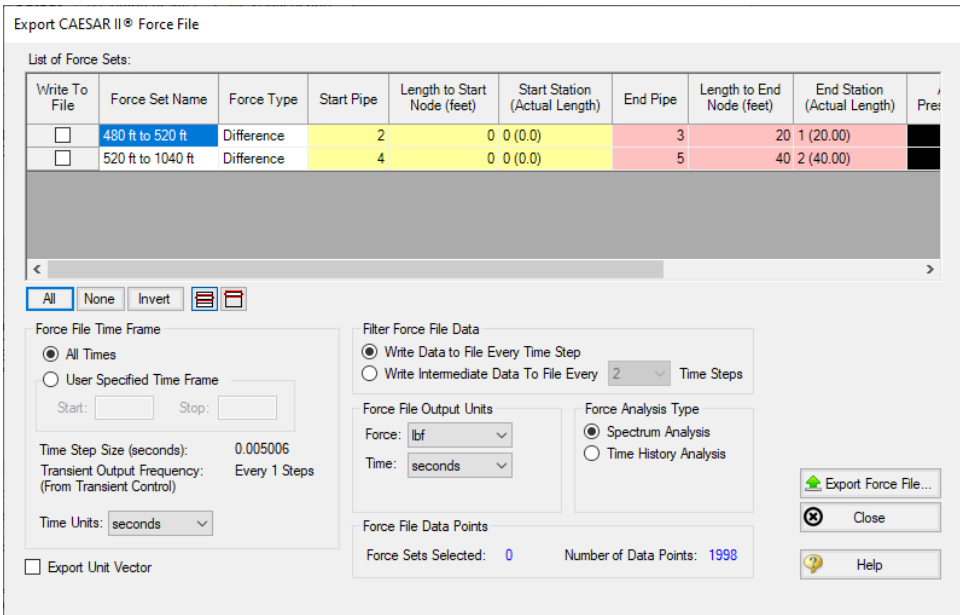 Export CAESAR II® Force File
List of Force Sets:
Write To File
Force Set Name
Force Type
Start Pipe
Length to Start Node (feet)
Start Station (Actual Length)
End Pipe
Length to End Node (feet)
End Station (Actual Length)
480 ft to 520 ft Difference 2 0 0 (0.0) 3 20 1 (20.00)
520 ft to 1040 ft Difference 4 0 0 (0.0) 5 40 2 (40.00)
All None Invert
Force File Time Frame
All Times
User Specified Time Frame
Start: Stop:
Time Step Size (seconds): 0.005006
Transient Output Frequency: Every 1 Steps
(From Transient Control)
Time Units: seconds
Export Unit Vector
Filter Force File Data
Write Data to File Every Time Step
Write Intermediate Data To File Every 2 Time Steps
Force File Output Units
Force: lbf
Time: seconds
Force Analysis Type
Spectrum Analysis
Time History Analysis
Force File Data Points
Force Sets Selected: 0 Number of Data Points: 1998
Export Force File...
Close
Help